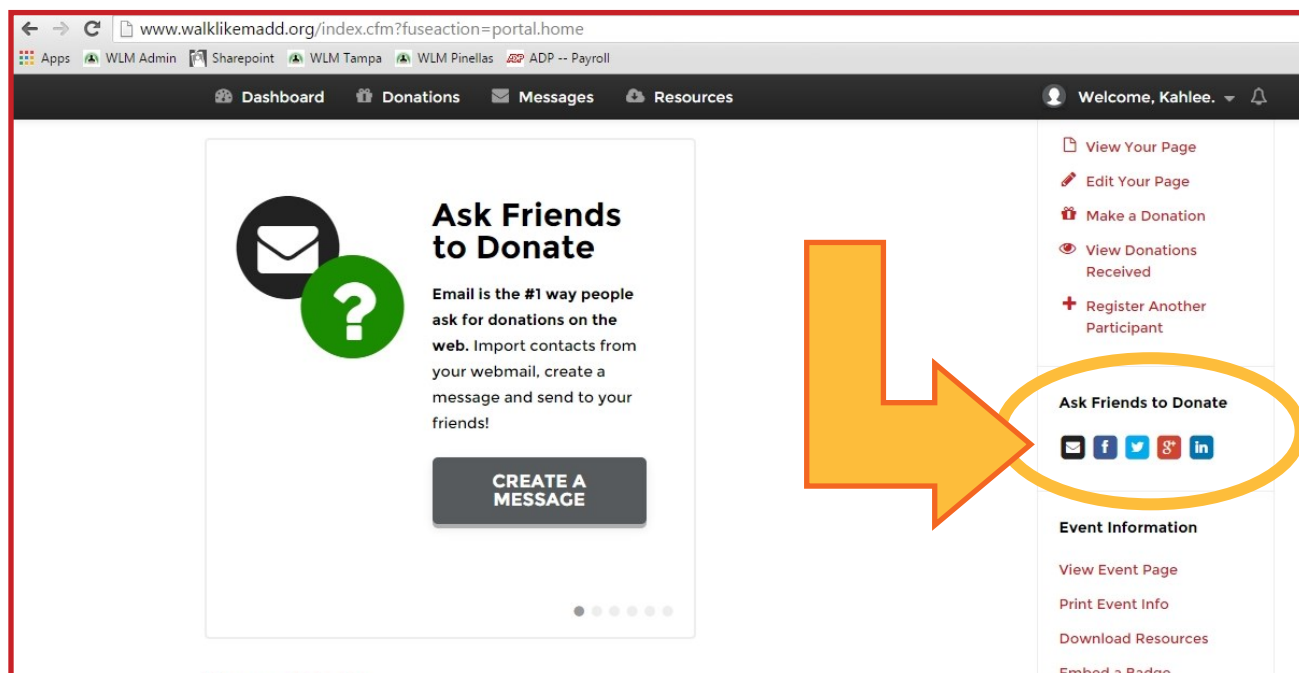 www.walklikemadd.org/index.cfm?fuseaction=portal.home
Apps WLM Admin Sharepoint WLM Tampa WLM Pinellas ADP -- Payroll
Dashboard Donations Messages Resources Welcome, Kahlee.
Ask Friends
to Donate
Email is the #1 way people
ask for donations on the
web. Import contacts from
your webmail, create a
message and send to your
friends!
CREATE A
MESSAGE
View Your Page
Edit Your Page
Make a Donation
View Donations
Received
Register Another
Participant
Ask Friends to Donate
Event Information
View Event Page
Print Event Info
Download Resources
Embed a Badge